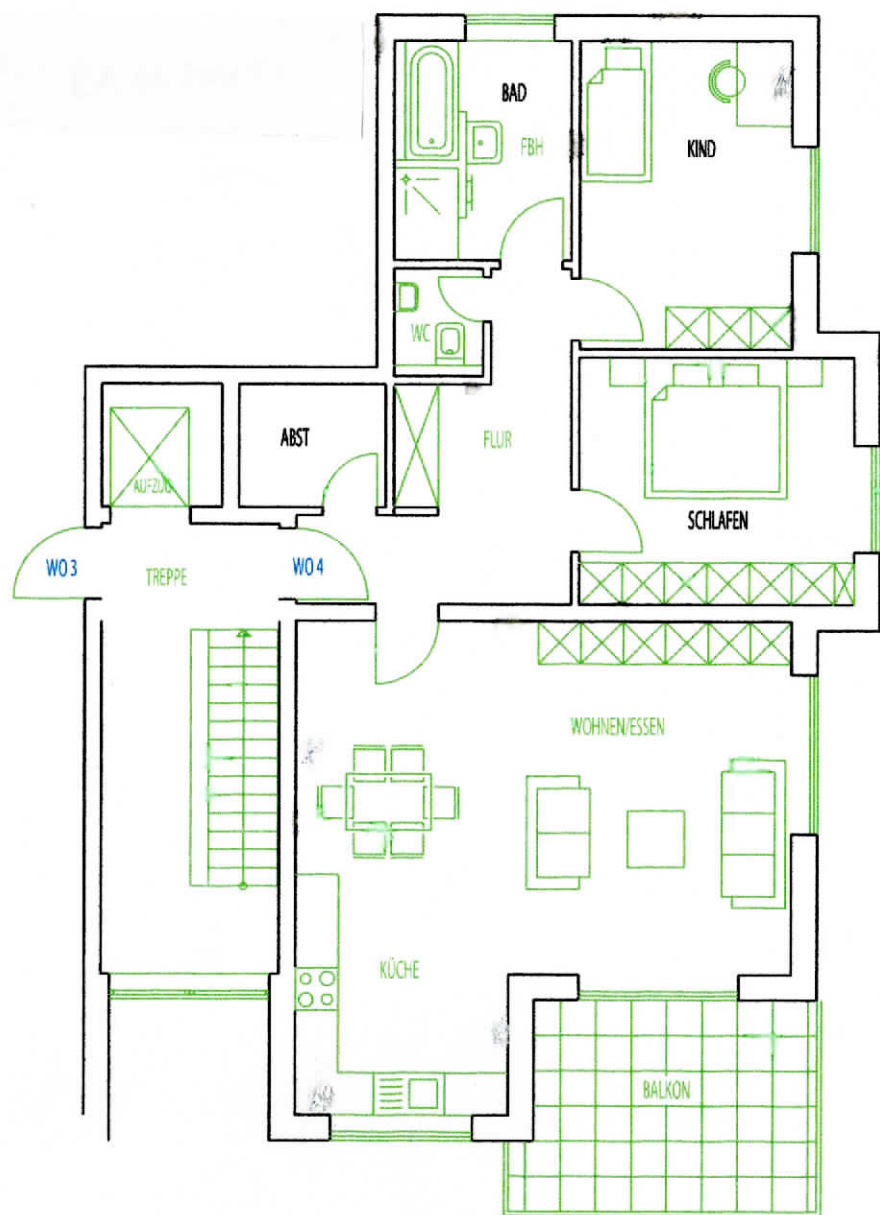 BAD
FBH
KIND
WC
ABST
FLUR
AUFZUG
SCHLAFEN
WO 3
TREPPE
WO 4
WOHNEN/ESSEN
KÜCHE
BALKON